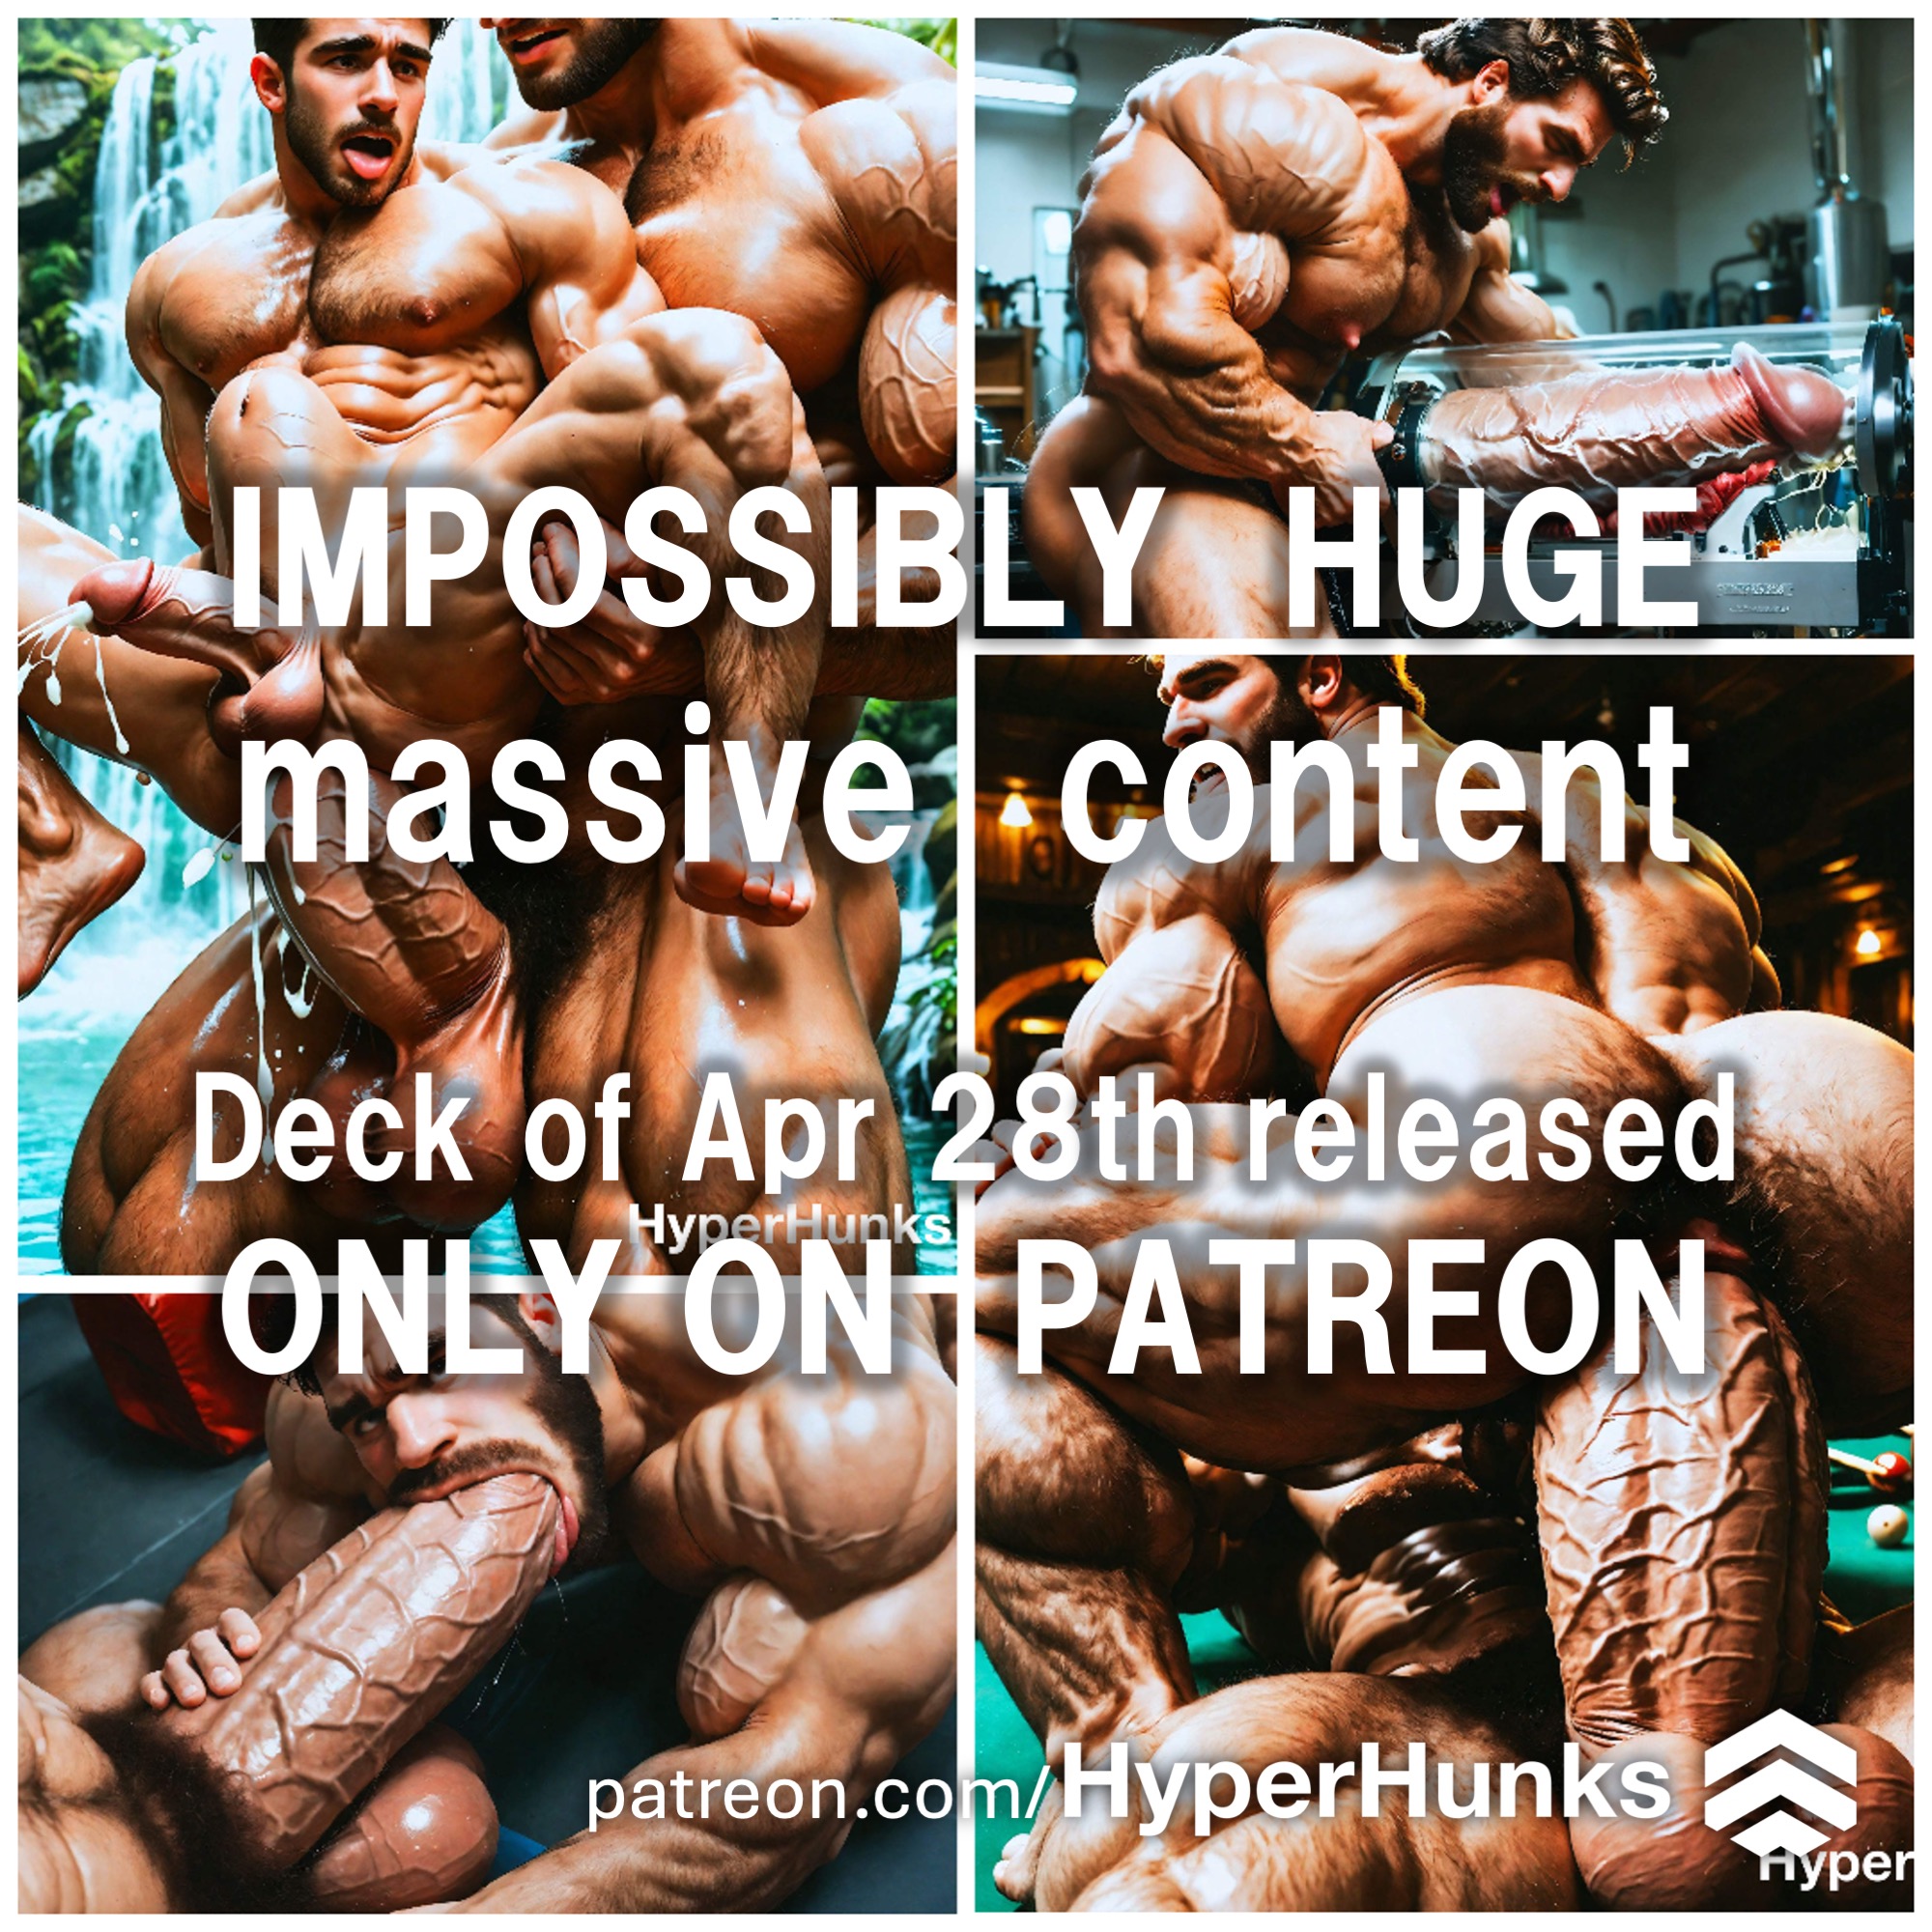 IMPOSSIBLY HUGE
massive content
Deck of Apr 28th released
HyperHunks
ONLY ON PATREON
patreon.com/HyperHunks
Hyper